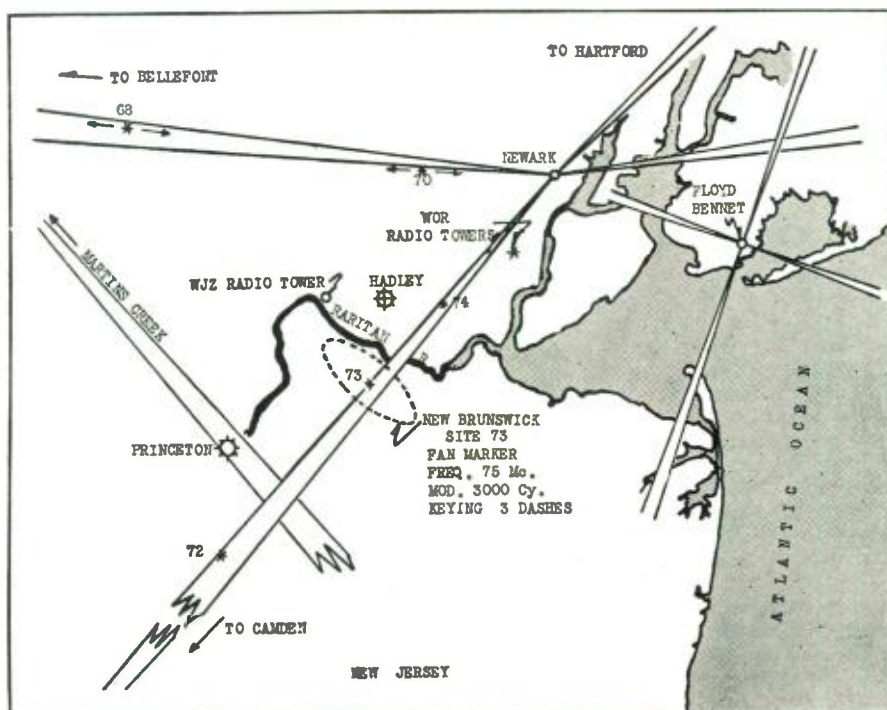 TO HARTFORD
TO BELLEFONT
68
NEWARK
70
FLOYD
BENNET
WOR
RADIO TOWERS
WJZ RADIO TOWER
HADLEY
MARTINS CREEK
RARITAN
74
R
73
NEW BRUNSWICK
SITE 73
FAN MARKER
FREQ. 75 Mc.
MOD. 3000 Cy.
KEYING 3 DASHES
PRINCETON
ATLANTIC OCEAN
72
TO CAMDEN
NEW JERSEY